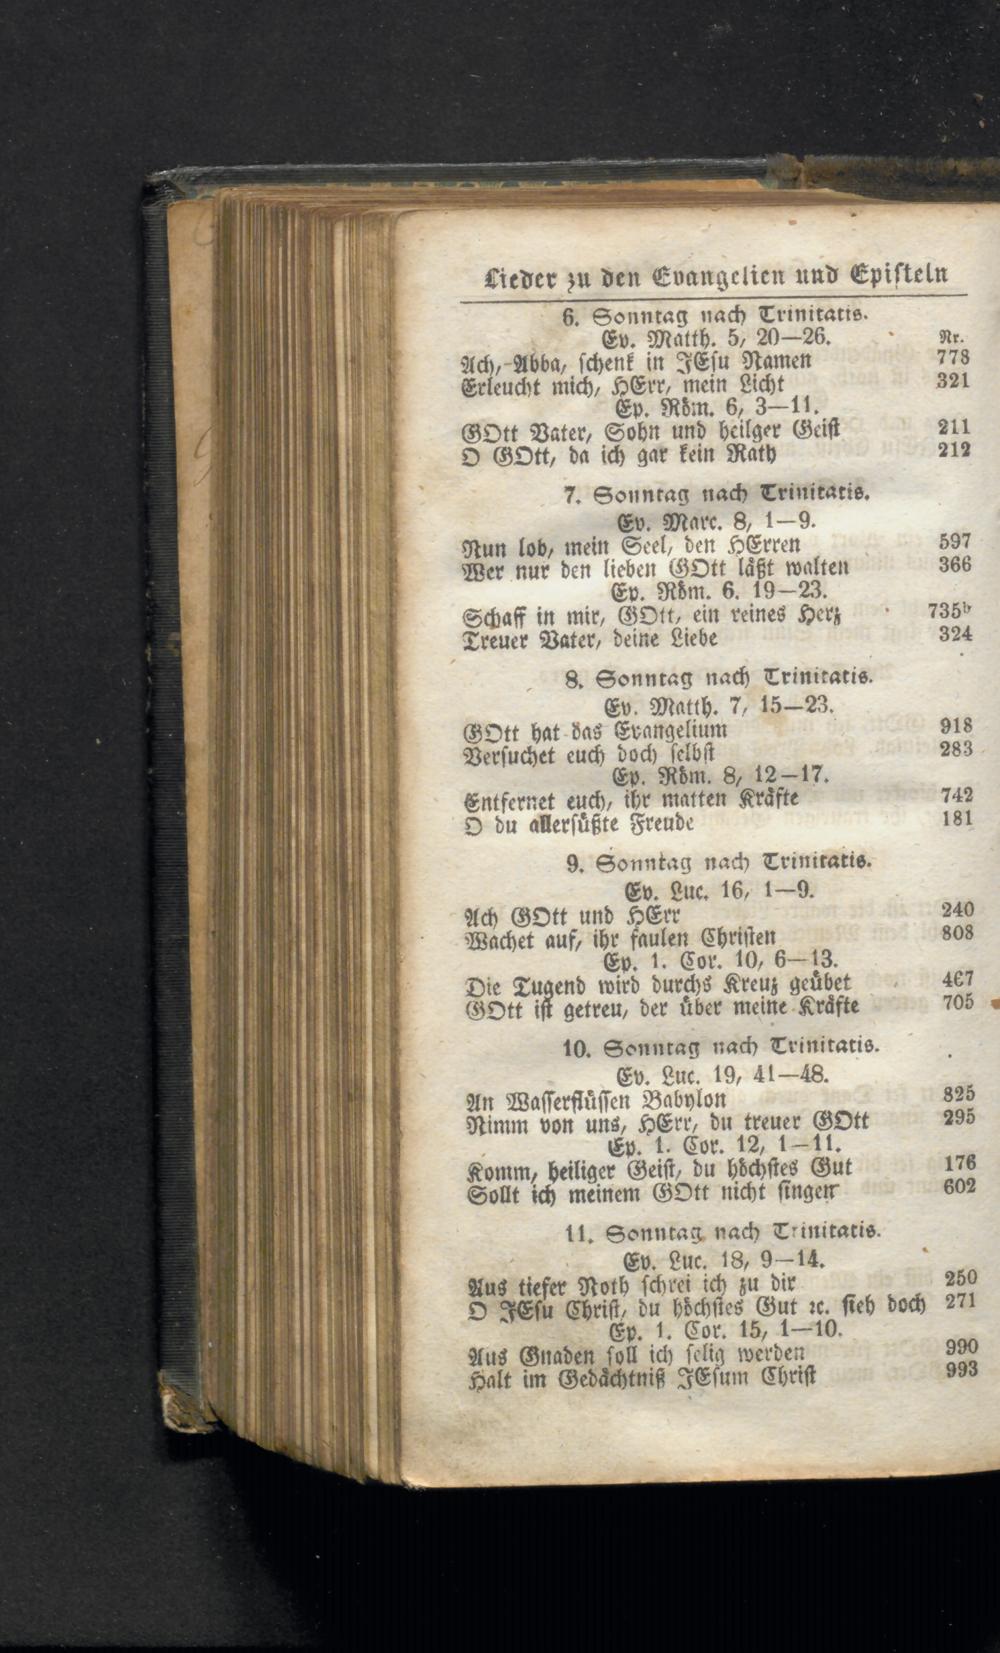 Lieder zu den Evangelien und Episteln
6. Sonntag nach Trinitatis.
Ev. Matth. 5, 20—26. Nr.
Ach, Abba, schenk in JEsu Namen 778
Erleucht mich, HErr, mein Licht 321
Ep. Röm. 6, 3—11.
GOtt Vater, Sohn und heilger Geist 211
O GOtt, da ich gar kein Rath 212
7. Sonntag nach Trinitatis.
Ev. Marc. 8, 1—9.
Nun lob, mein Seel, den HErren 597
Wer nur den lieben GOtt läßt walten 366
Ep. Röm. 6. 19—23.
Schaff in mir, GOtt, ein reines Herz 735b
Treuer Vater, deine Liebe 324
8. Sonntag nach Trinitatis.
Ev. Matth. 7, 15—23.
GOtt hat das Evangelium 918
Versuchet euch doch selbst 283
Ep. Röm. 8, 12—17.
Entfernet euch, ihr matten Kräfte 742
O du allersüßte Freude 181
9. Sonntag nach Trinitatis.
Ev. Luc. 16, 1—9.
Ach GOtt und HErr 240
Wachet auf, ihr faulen Christen 808
Ep. 1. Cor. 10, 6—13.
Die Tugend wird durchs Kreuz geübet 467
GOtt ist getreu, der über meine Kräfte 705
10. Sonntag nach Trinitatis.
Ev. Luc. 19, 41—48.
An Wasserflüssen Babylon 825
Nimm von uns, HErr, du treuer GOtt 295
Ep. 1. Cor. 12, 1—11.
Komm, heiliger Geist, du höchstes Gut 176
Sollt ich meinem GOtt nicht singen 602
11. Sonntag nach Trinitatis.
Ev. Luc. 18, 9—14.
Aus tiefer Noth schrei ich zu dir 250
O JEsu Christ, du höchstes Gut ꝛc. sieh doch 271
Ep. 1. Cor. 15, 1—10.
Aus Gnaden soll ich selig werden 990
Halt im Gedächtniß JEsum Christ 993